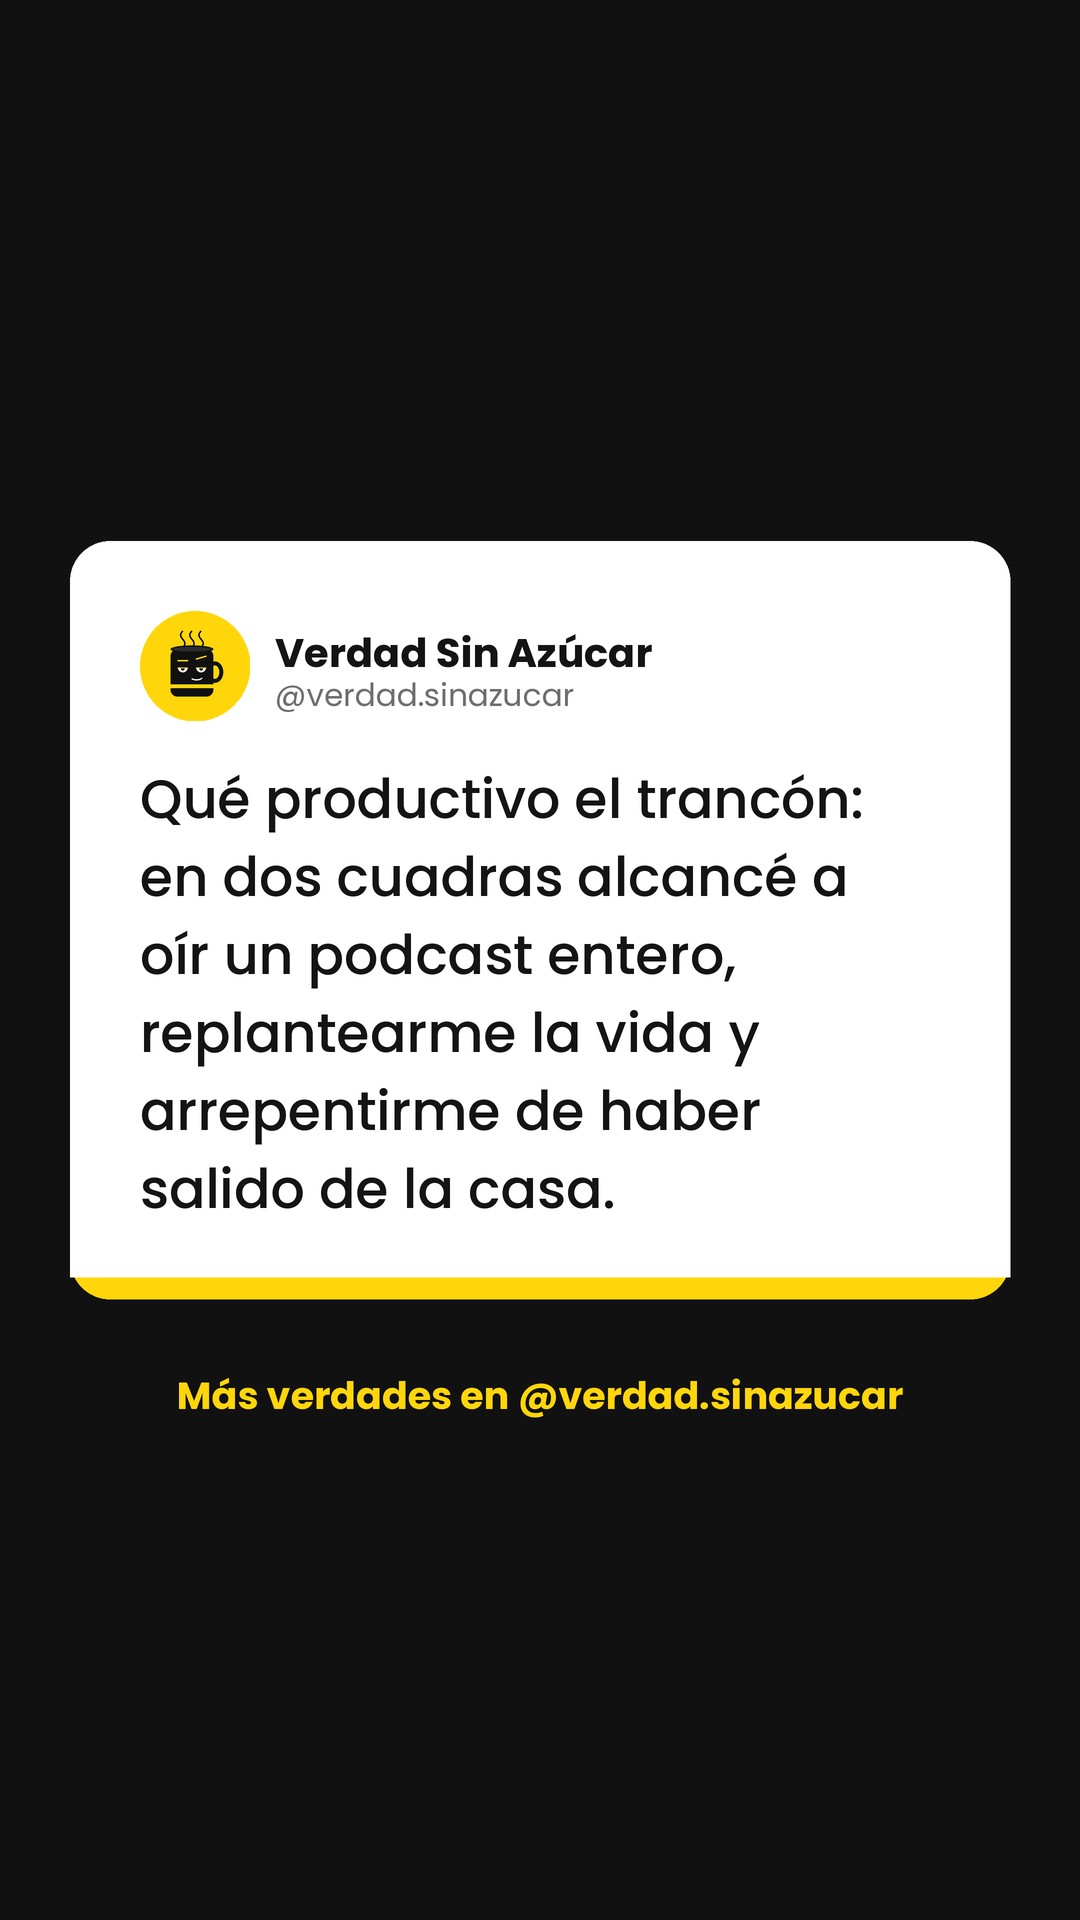 Verdad Sin Azúcar
@verdad.sinazucar
Qué productivo el trancón:
en dos cuadras alcancé a
oír un podcast entero,
replantearme la vida y
arrepentirme de haber
salido de la casa.
Más verdades en @verdad.sinazucar